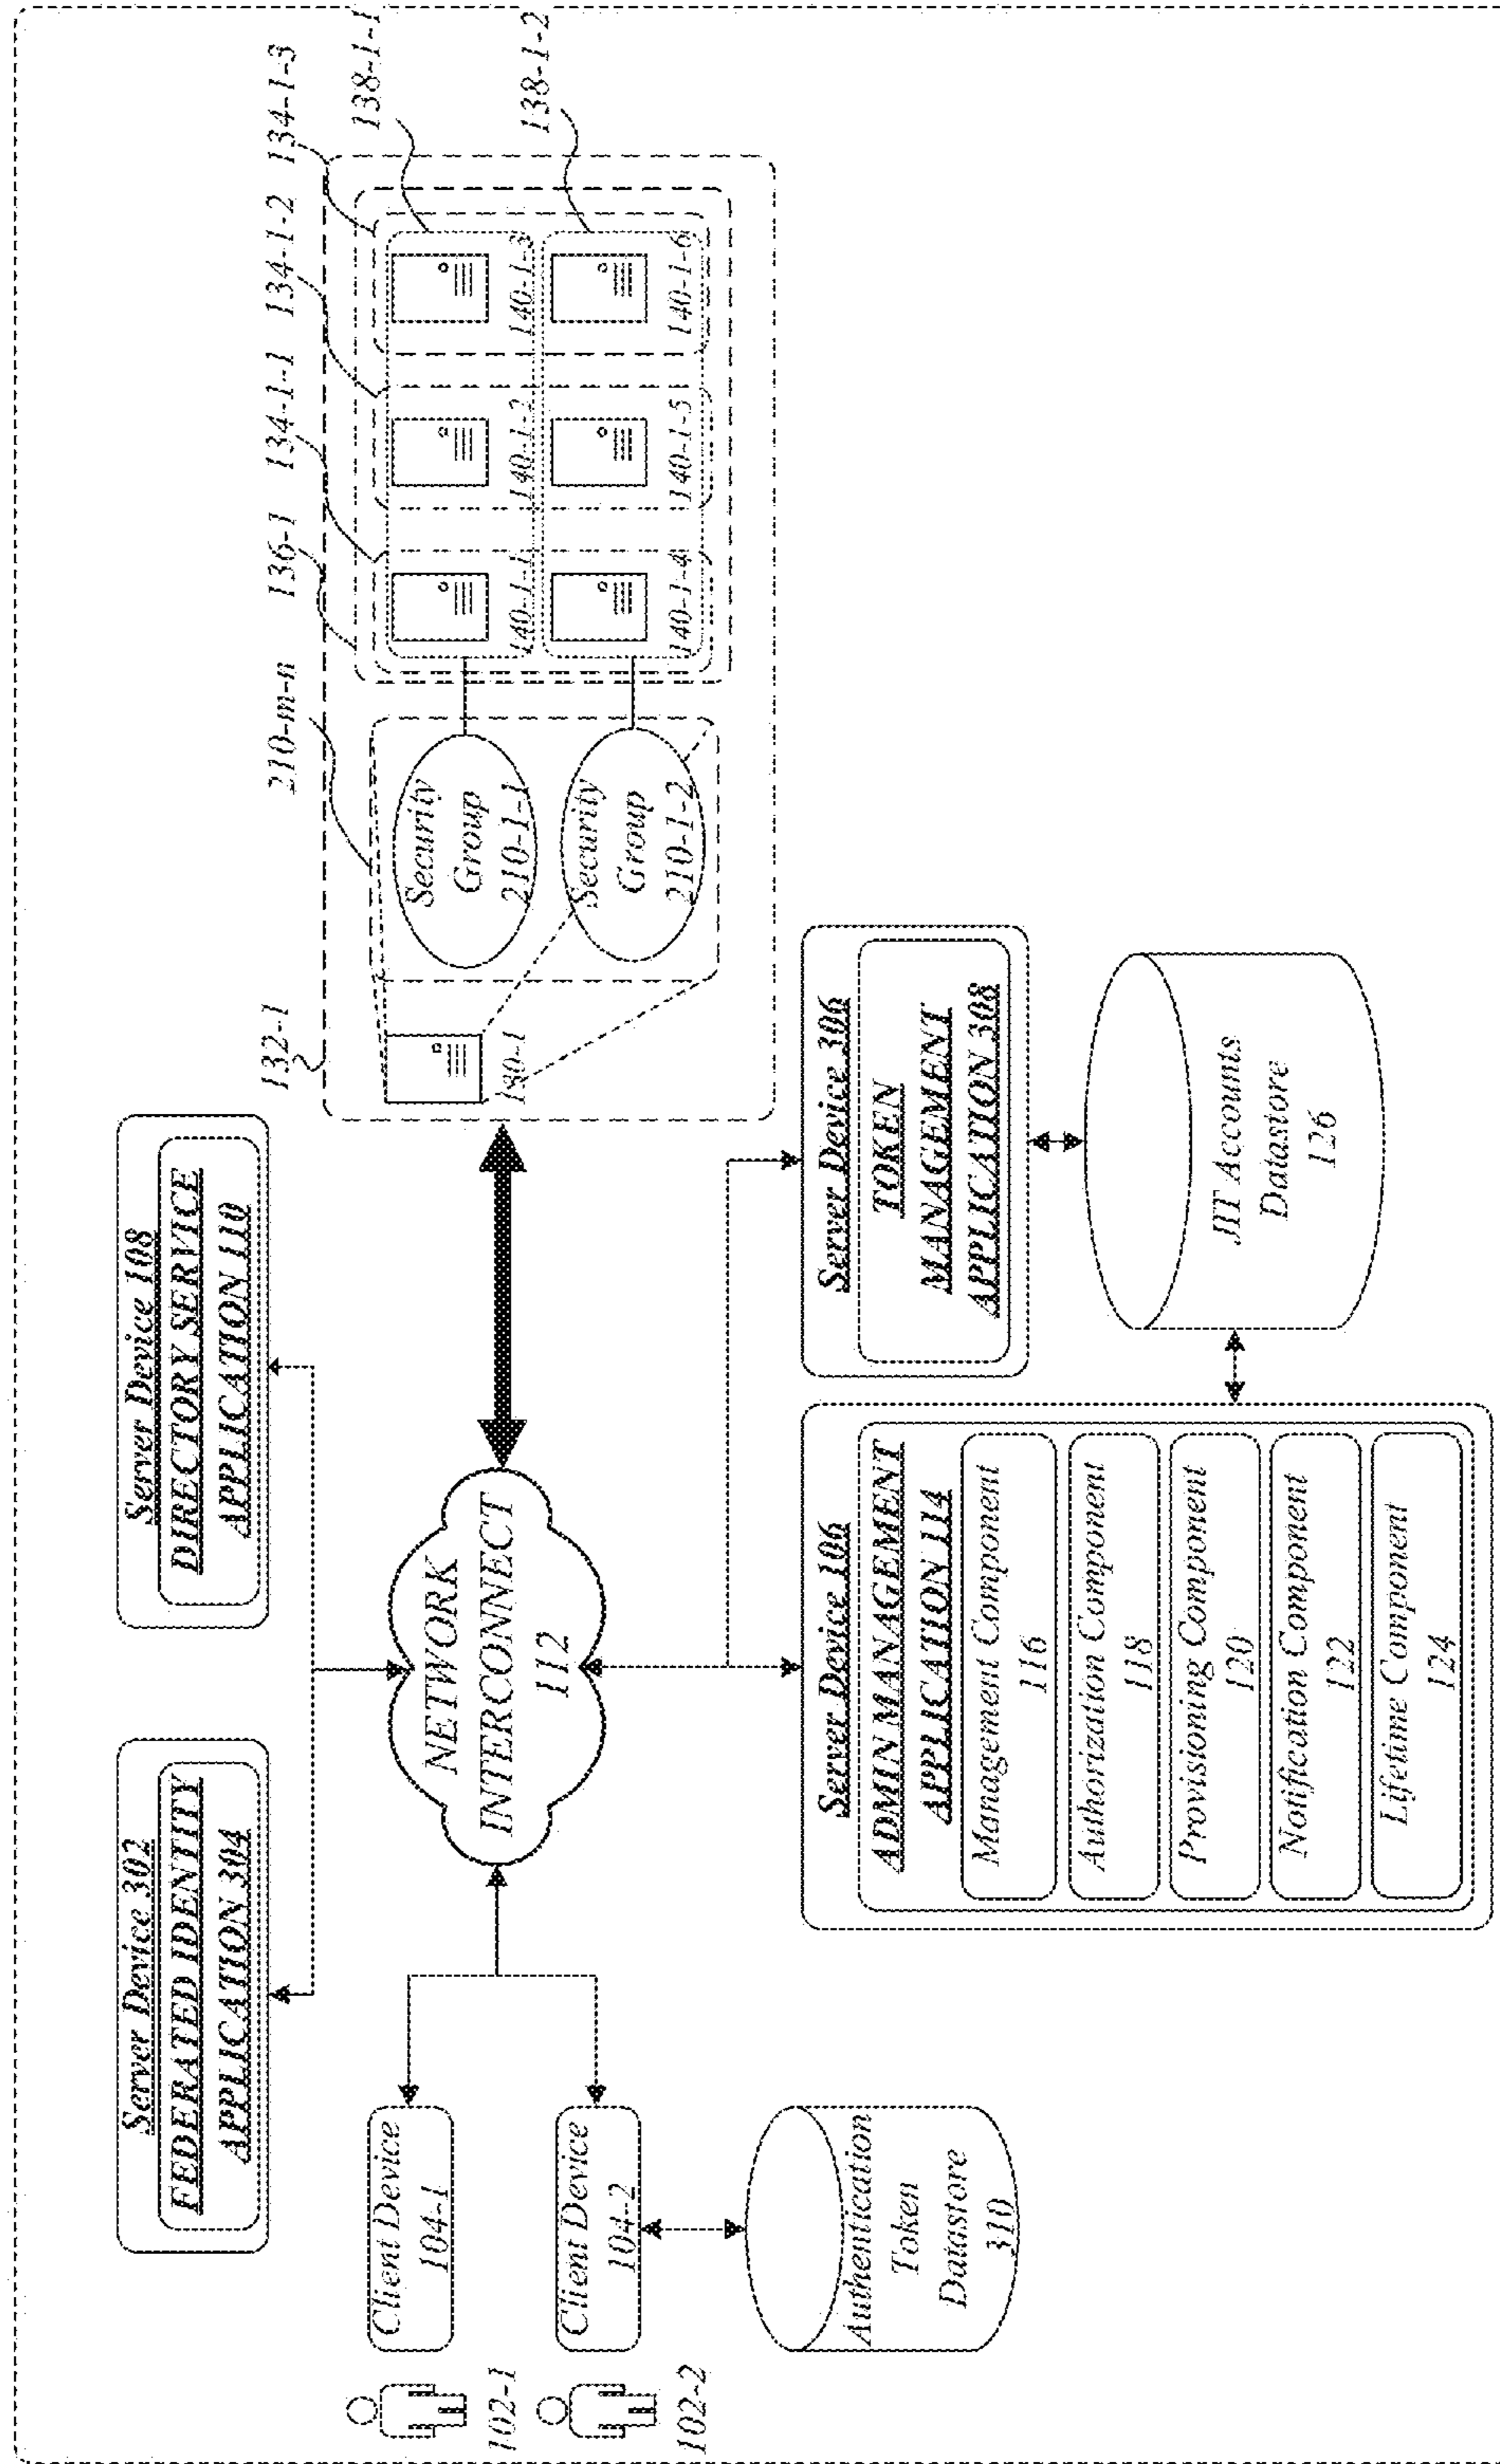 Server Device 302
FEDERATED IDENTITY
APPLICATION 304
Server Device 108
DIRECTORY SERVICE
APPLICATION 110
132-1
210-m-n
136-1
134-1-1
134-1-2
134-1-3
138-1-1
138-1-2
102-1
Client Device
104-1
102-2
Client Device
104-2
Authentication
Token
Datastore
310
NETWORK
INTERCONNECT
112
180-1
Security
Group
210-1-1
Security
Group
210-1-2
140-1-1
140-1-2
140-1-3
140-1-4
140-1-5
140-1-6
Server Device 106
ADMIN MANAGEMENT
APPLICATION 114
Management Component
116
Authorization Component
118
Provisioning Component
120
Notification Component
122
Lifetime Component
124
Server Device 306
TOKEN
MANAGEMENT
APPLICATION 308
JIT Accounts
Datastore
126